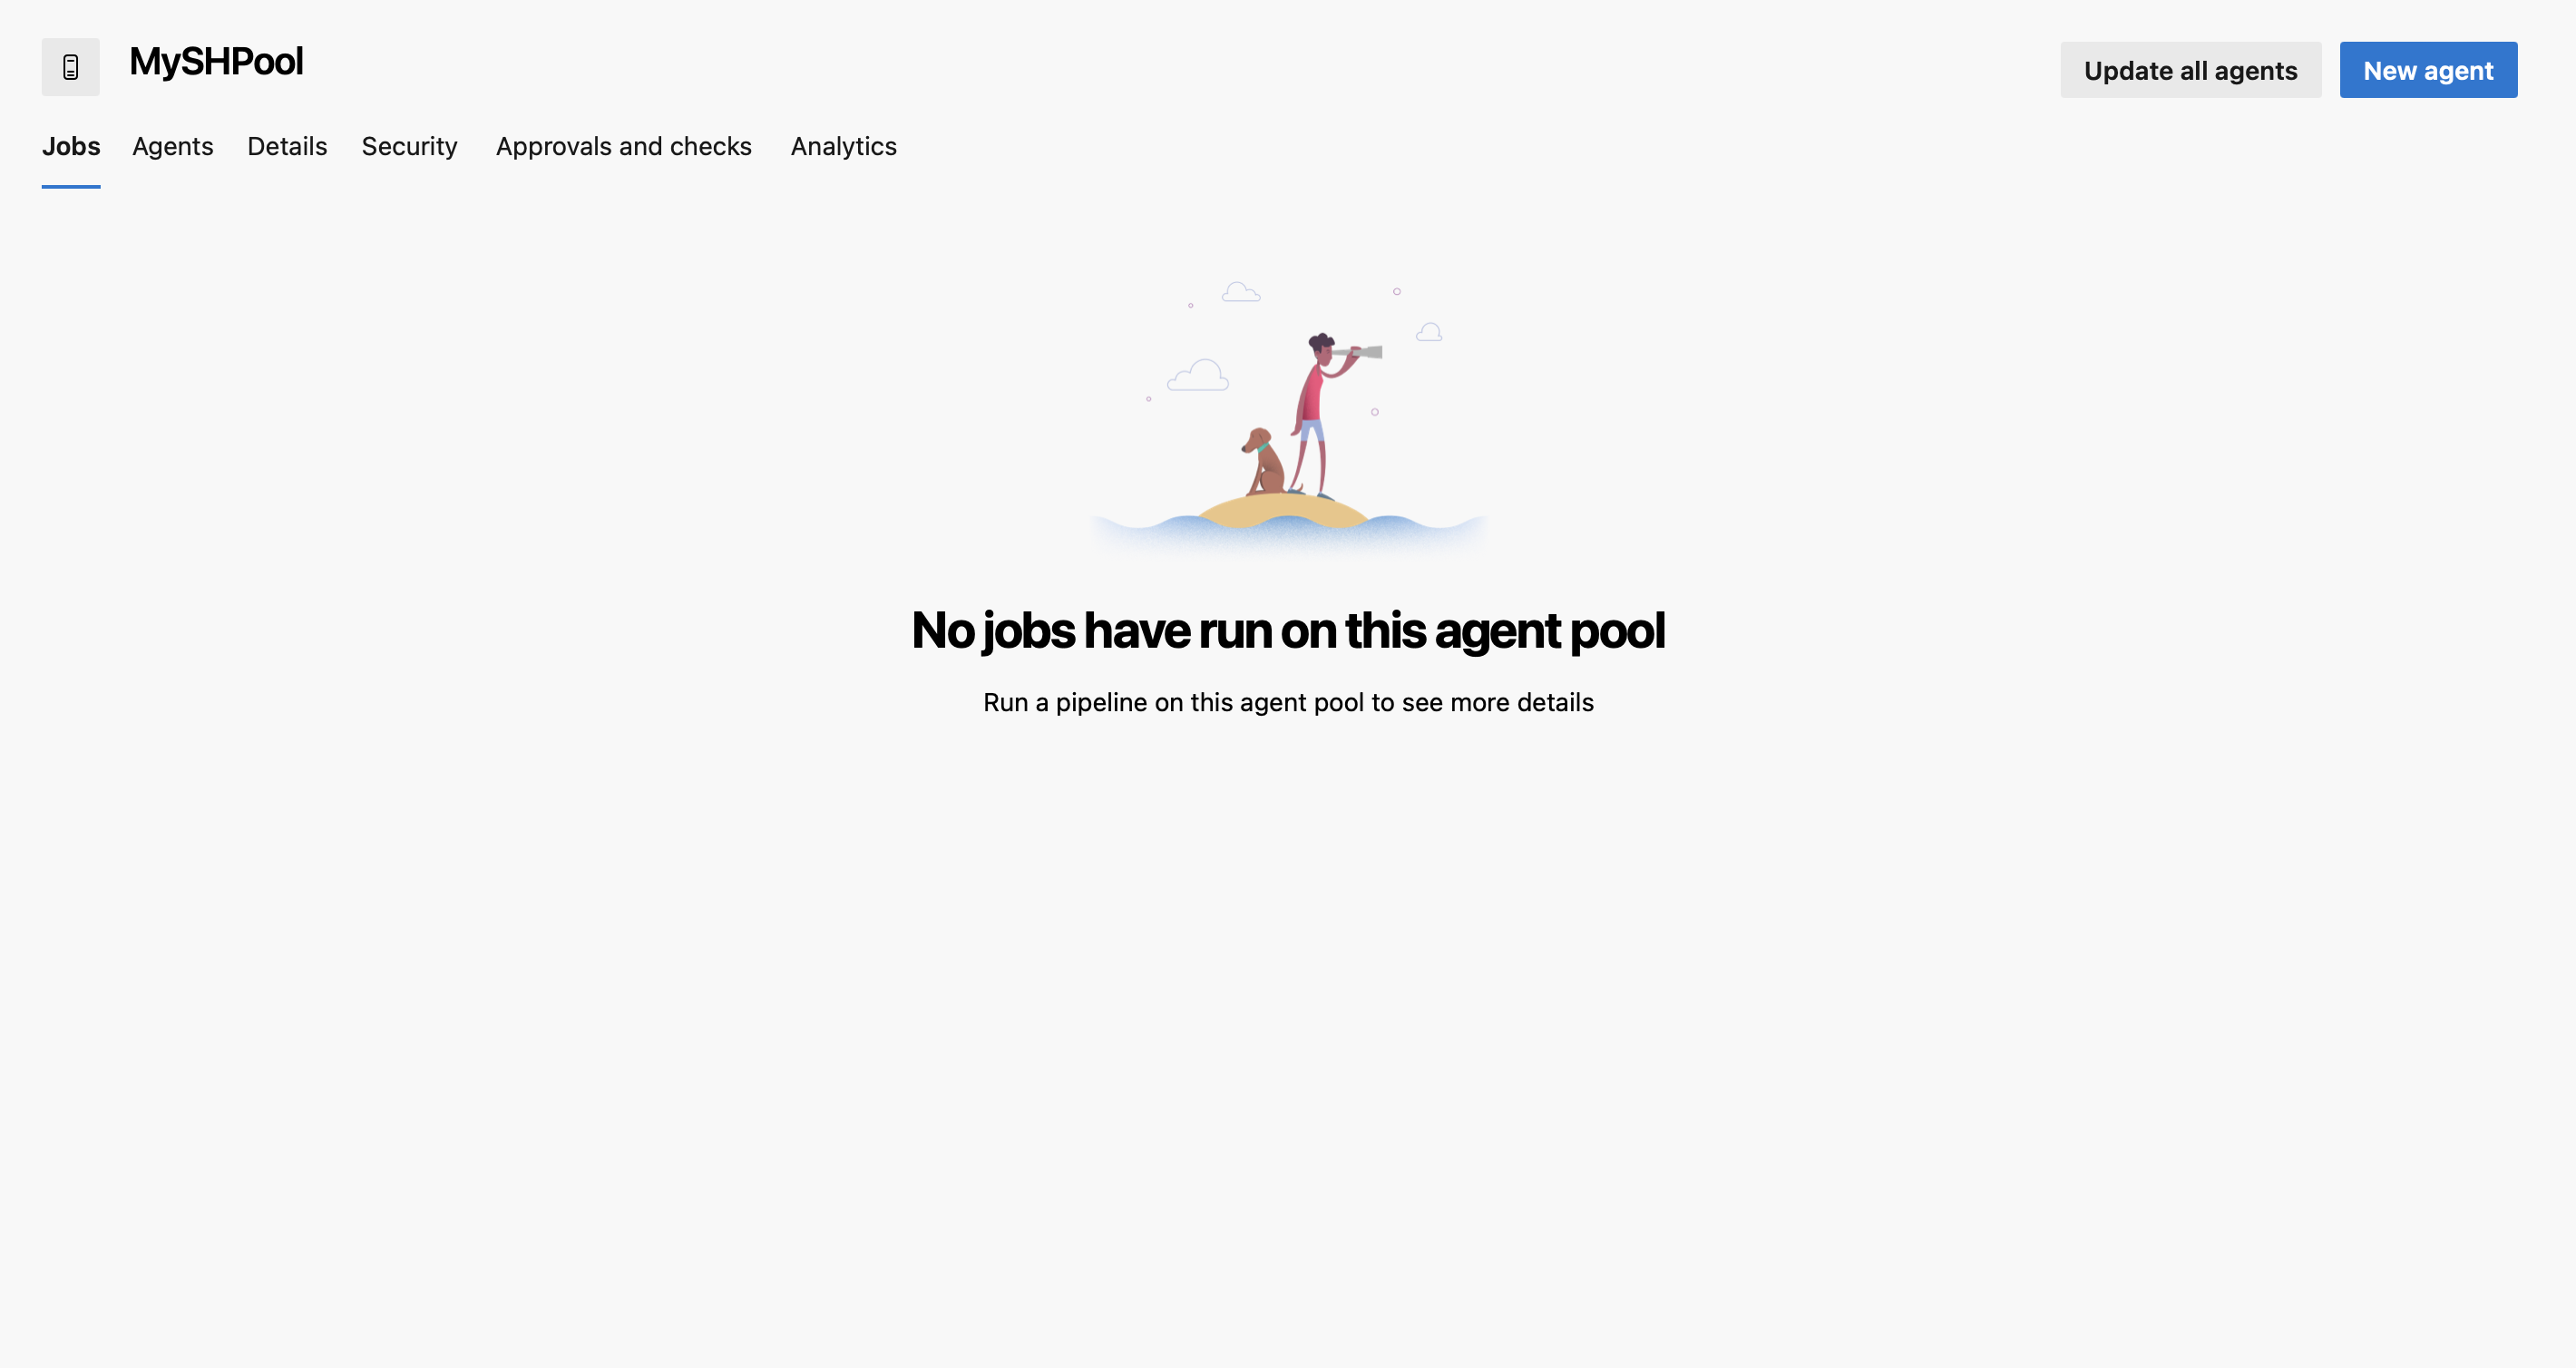 MySHPool
Update all agents
New agent
Jobs
Agents
Details
Security
Approvals and checks
Analytics
No jobs have run on this agent pool
Run a pipeline on this agent pool to see more details